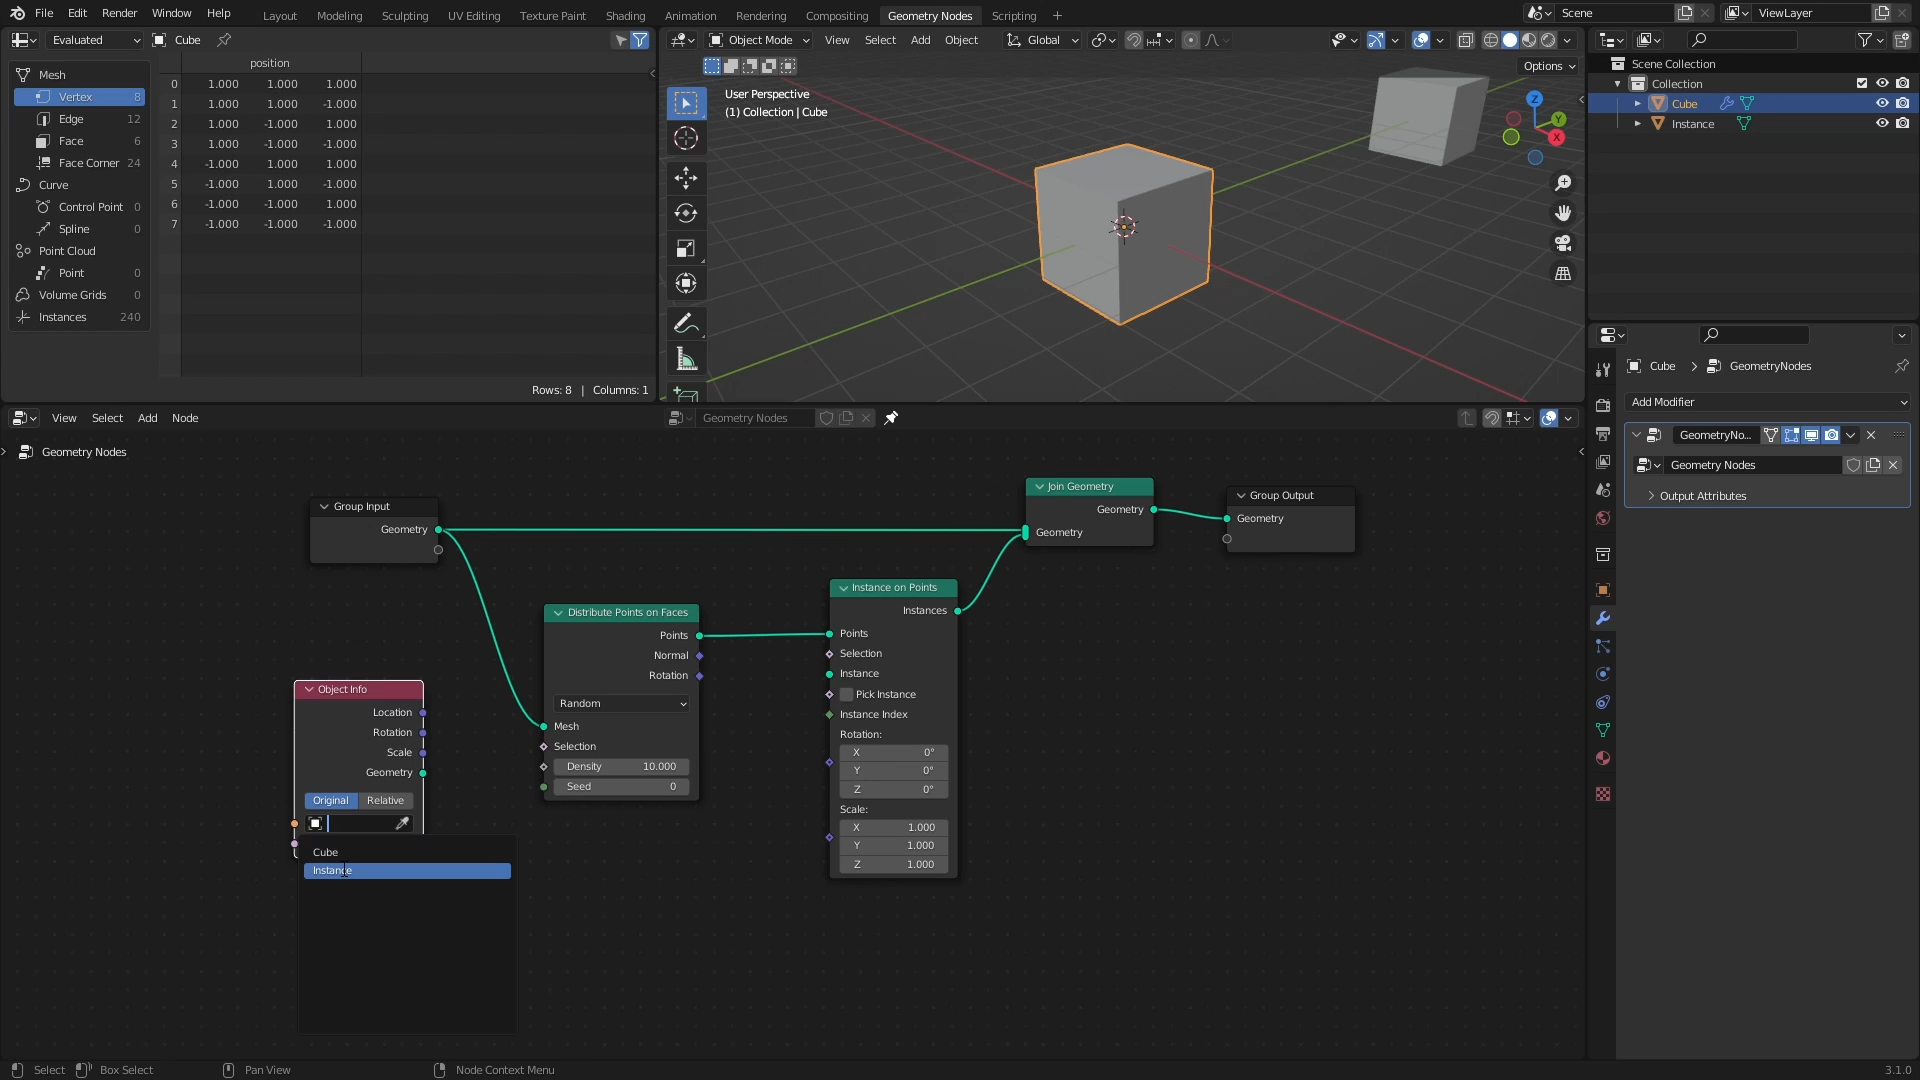 File Edit Render Window Help
Layout Modeling Sculpting UV Editing Texture Paint Shading Animation Rendering Compositing Geometry Nodes Scripting +
Scene
ViewLayer
Evaluated
Cube
position
Mesh
Vertex 8
Edge 12
Face 6
Face Corner 24
Curve
Control Point 0
Spline 0
Point Cloud
Point 0
Volume Grids 0
Instances 240
0 1.000 1.000 1.000
1 1.000 1.000 -1.000
2 1.000 -1.000 1.000
3 1.000 -1.000 -1.000
4 -1.000 1.000 1.000
5 -1.000 1.000 -1.000
6 -1.000 -1.000 1.000
7 -1.000 -1.000 -1.000
Rows: 8 | Columns: 1
Object Mode View Select Add Object Global
Options
User Perspective
(1) Collection | Cube
Z
Y
X
Scene Collection
Collection
Cube
Instance
Cube > GeometryNodes
Add Modifier
GeometryNo...
Geometry Nodes
Output Attributes
View Select Add Node
Geometry Nodes
Geometry Nodes
Group Input
Geometry
Object Info
Location
Rotation
Scale
Geometry
Original Relative
Cube
Instance
Distribute Points on Faces
Points
Normal
Rotation
Random
Mesh
Selection
Density 10.000
Seed 0
Instance on Points
Instances
Points
Selection
Instance
Pick Instance
Instance Index
Rotation:
X 0°
Y 0°
Z 0°
Scale:
X 1.000
Y 1.000
Z 1.000
Join Geometry
Geometry
Geometry
Group Output
Geometry
Select Box Select Pan View Node Context Menu
3.1.0